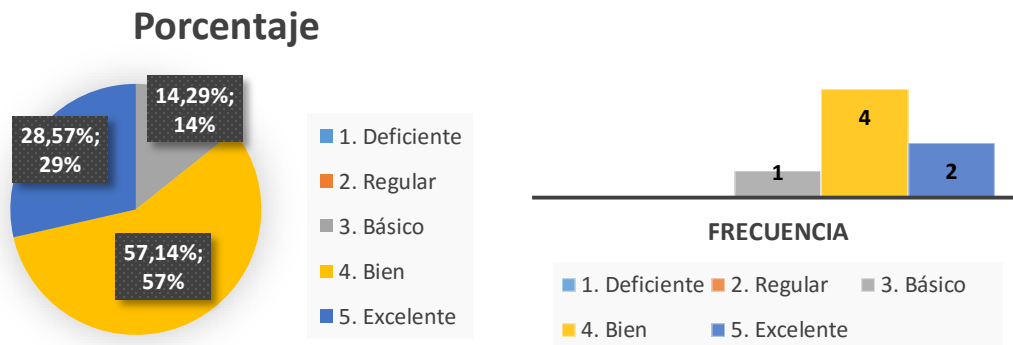 Porcentaje
14,29%;
14%
28,57%;
29%
57,14%;
57%
1. Deficiente
2. Regular
3. Básico
4. Bien
5. Excelente
1
4
2
FRECUENCIA
1. Deficiente 2. Regular 3. Básico
4. Bien 5. Excelente